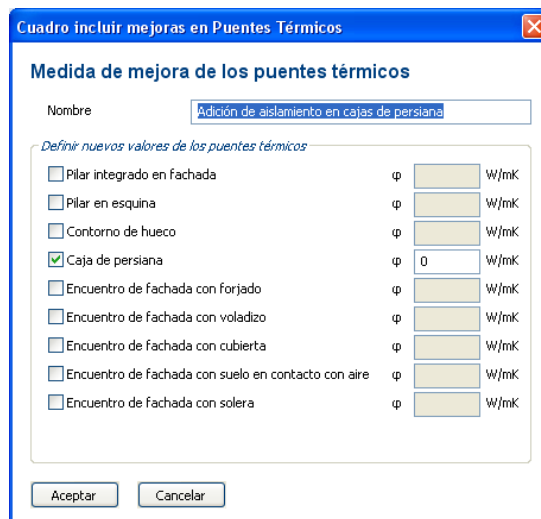 Cuadro incluir mejoras en Puentes Térmicos
Medida de mejora de los puentes térmicos
Nombre Adición de aislamiento en cajas de persiana
Definir nuevos valores de los puentes térmicos
Pilar integrado en fachada φ W/mK
Pilar en esquina φ W/mK
Contorno de hueco φ W/mK
Caja de persiana φ 0 W/mK
Encuentro de fachada con forjado φ W/mK
Encuentro de fachada con voladizo φ W/mK
Encuentro de fachada con cubierta φ W/mK
Encuentro de fachada con suelo en contacto con aire φ W/mK
Encuentro de fachada con solera φ W/mK
Aceptar Cancelar